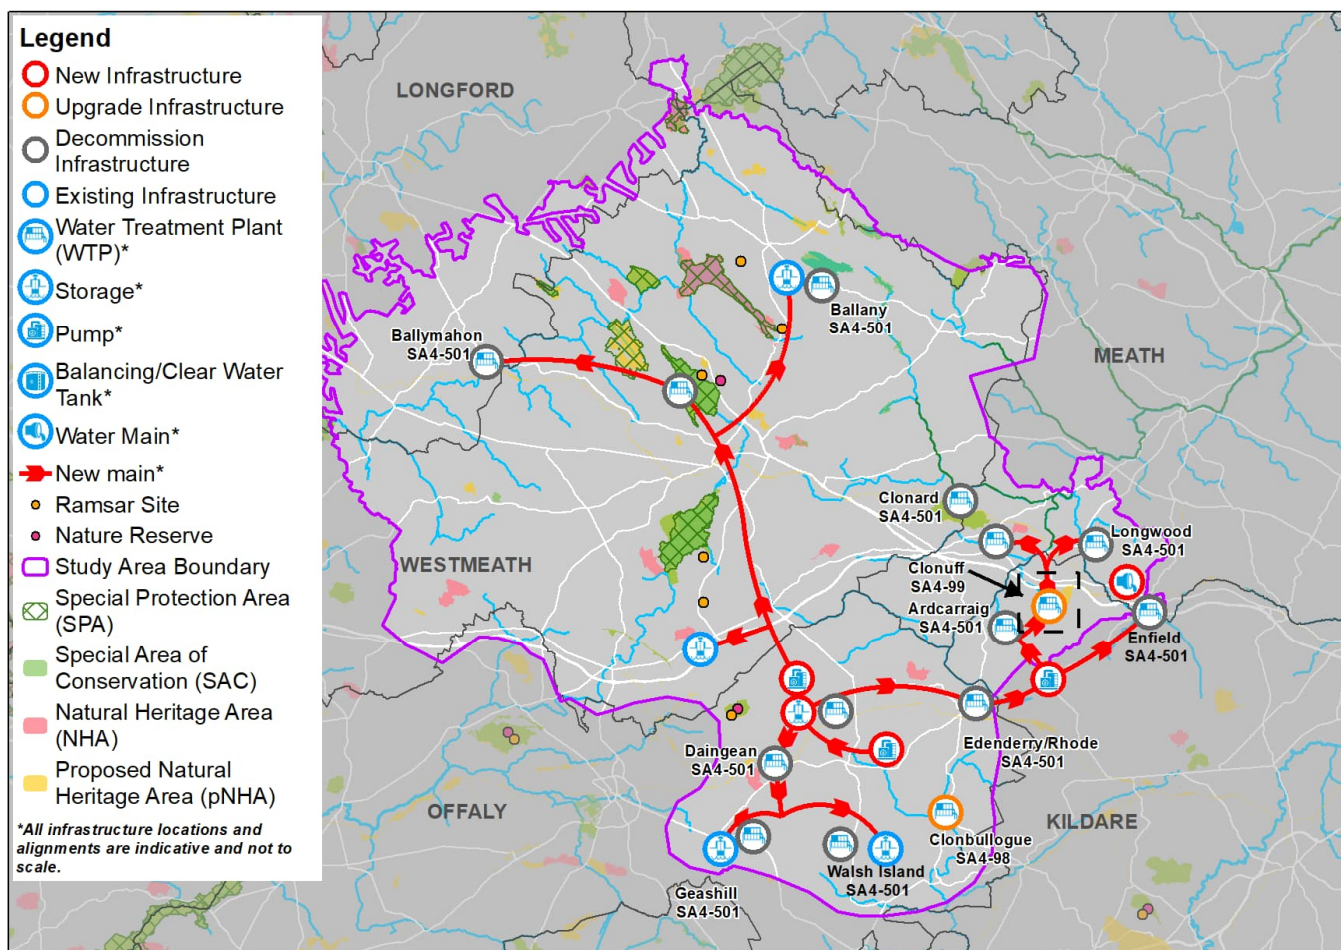 Legend
New Infrastructure
Upgrade Infrastructure
Decommission
Infrastructure
Existing Infrastructure
Water Treatment Plant
(WTP)*
Storage*
Pump*
Balancing/Clear Water
Tank*
Water Main*
New main*
Ramsar Site
Nature Reserve
Study Area Boundary
Special Protection Area
(SPA)
Special Area of
Conservation (SAC)
Natural Heritage Area
(NHA)
Proposed Natural
Heritage Area (pNHA)
*All infrastructure locations and
alignments are indicative and not to
scale.
LONGFORD
Ballany
SA4-501
Ballymahon
SA4-501
MEATH
Clonard
SA4-501
Longwood
SA4-501
WESTMEATH
Clonuff
SA4-99
Ardcarraig
SA4-501
Enfield
SA4-501
Edenderry/Rhode
SA4-501
Daingean
SA4-501
OFFALY
KILDARE
Clonbullogue
SA4-98
Walsh Island
SA4-501
Geashill
SA4-501